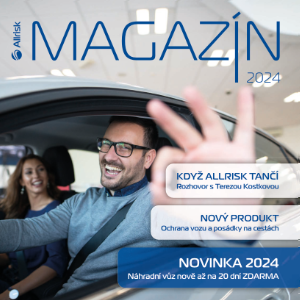 Allrisk
MAGAZÍN
2024
KDYŽ ALLRISK TANČÍ
Rozhovor s Terezou Kostkovou
NOVÝ PRODUKT
Ochrana vozu a posádky na cestách
NOVINKA 2024
Náhradní vůz nově až na 20 dní ZDARMA